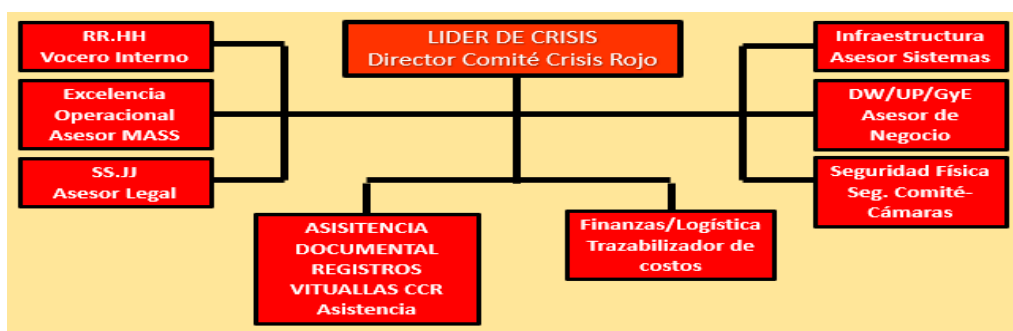 RR.HH
Vocero Interno
LIDER DE CRISIS
Director Comité Crisis Rojo
Infraestructura
Asesor Sistemas
Excelencia
Operacional
Asesor MASS
DW/UP/GyE
Asesor de
Negocio
SS.JJ
Asesor Legal
Seguridad Física
Seg. Comité-
Cámaras
ASISITENCIA
DOCUMENTAL
REGISTROS
VITUALLAS CCR
Asistencia
Finanzas/Logística
Trazabilizador de
costos